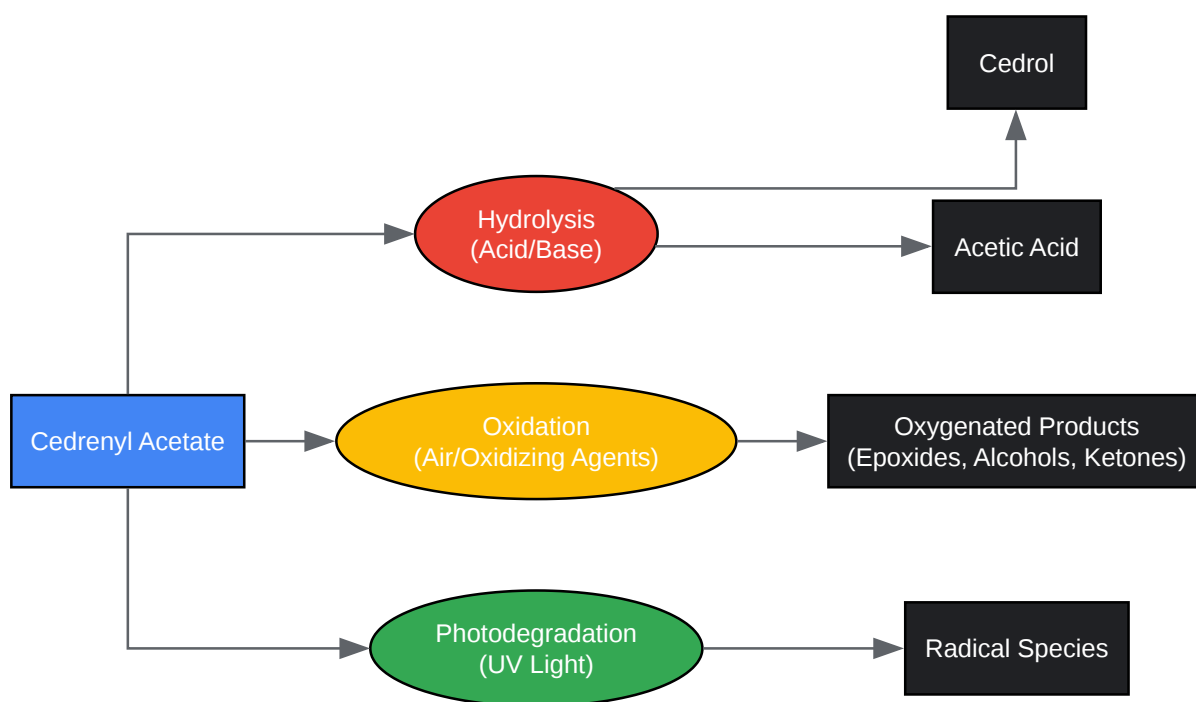 Cedrol
Hydrolysis
(Acid/Base)
Acetic Acid
Cedrenyl Acetate
Oxidation
(Air/Oxidizing Agents)
Oxygenated Products
(Epoxides, Alcohols, Ketones)
Photodegradation
(UV Light)
Radical Species